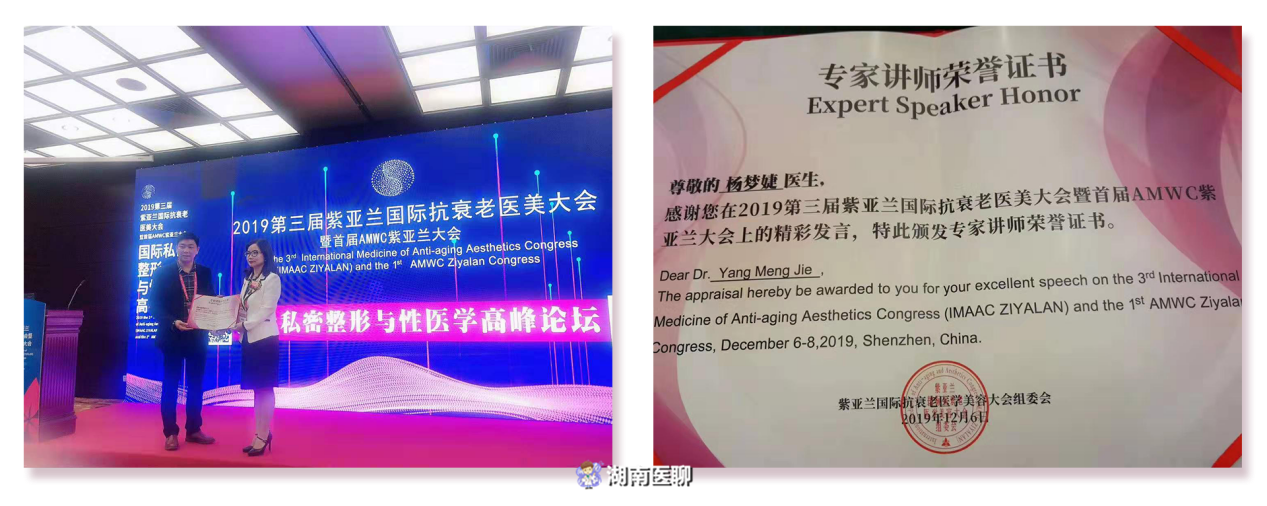 2019第三届
紫亚兰国际抗衰老
医美大会
国际私
整形
与
高
2019第三届紫亚兰国际抗衰老医美大会
暨首届AMWC紫亚兰大会
the 3rd International Medicine of Anti-aging Aesthetics Congress
(IMAAC ZIYALAN) and the 1st AMWC Ziyalan Congress
私密整形与性医学高峰论坛
专家讲师荣誉证书
Expert Speaker Honor
尊敬的 杨梦婕 医生,
感谢您在2019第三届紫亚兰国际抗衰老医美大会暨首届AMWC紫
亚兰大会上的精彩发言，特此颁发专家讲师荣誉证书。
Dear Dr. Yang Meng Jie ,
The appraisal hereby be awarded to you for your excellent speech on the 3rd International
Medicine of Anti-aging Aesthetics Congress (IMAAC ZIYALAN) and the 1st AMWC Ziyalan
Congress, December 6-8,2019, Shenzhen, China.
紫亚兰国际抗衰老医学美容大会组委会
2019年12月6日
紫亚兰
组委会
湖南医聊